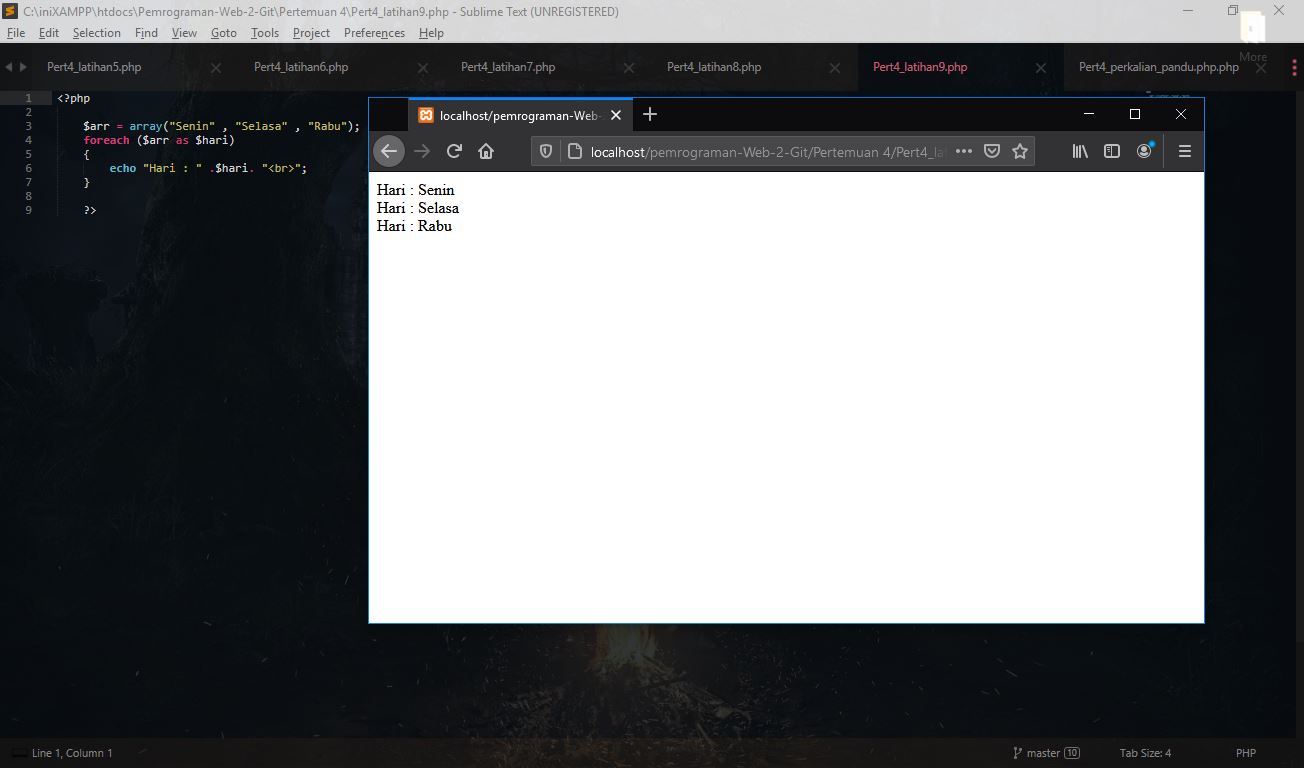 C:\iniXAMPP\htdocs\Pemrograman-Web-2-Git\Pertemuan 4\Pert4_latihan9.php - Sublime Text (UNREGISTERED)
File Edit Selection Find View Goto Tools Project Preferences Help
More
Pert4_latihan5.php Pert4_latihan6.php Pert4_latihan7.php Pert4_latihan8.php Pert4_latihan9.php Pert4_perkalian_pandu.php.php
1 <?php
2
3 $arr = array("Senin" , "Selasa" , "Rabu");
4 foreach ($arr as $hari)
5 {
6 echo "Hari : " .$hari. "<br>";
7 }
8
9 ?>
localhost/pemrograman-Web-
localhost/pemrograman-Web-2-Git/Pertemuan 4/Pert4_lat
Hari : Senin
Hari : Selasa
Hari : Rabu
Line 1, Column 1 master 10 Tab Size: 4 PHP